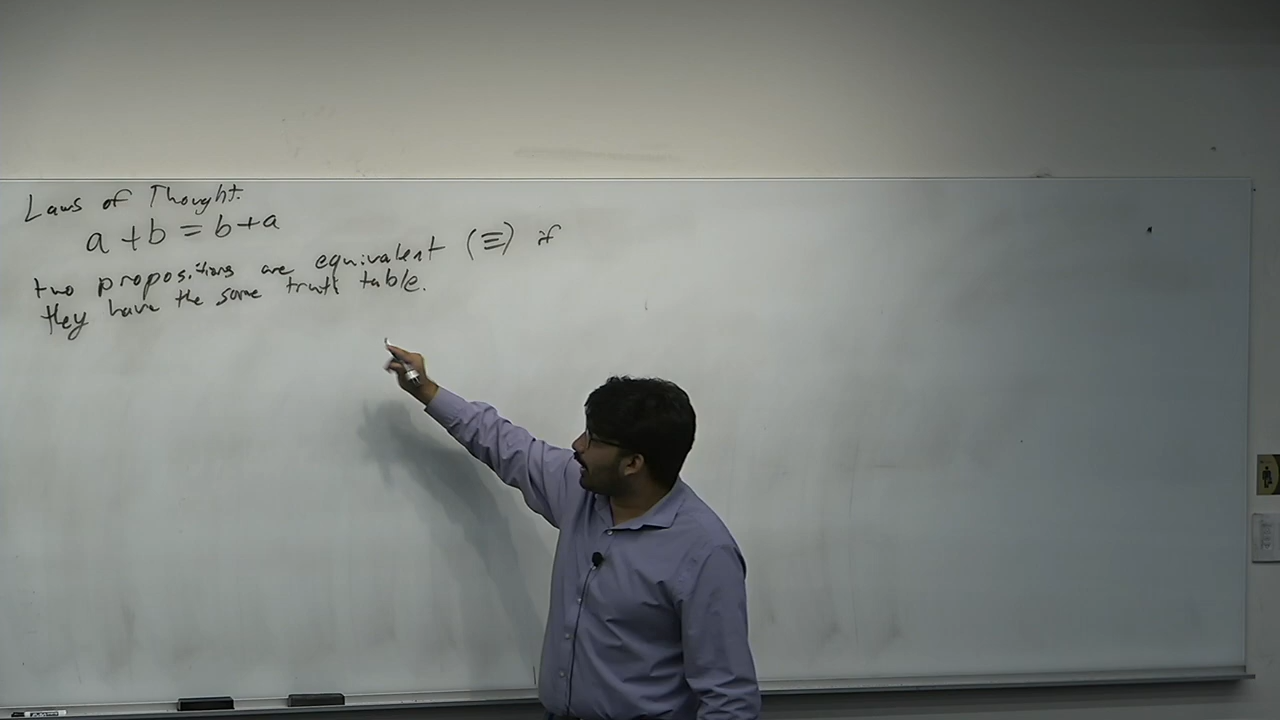 Laws of Thought.
a + b = b + a
two propositions are equivalent (≡) if
they have the same truth table.